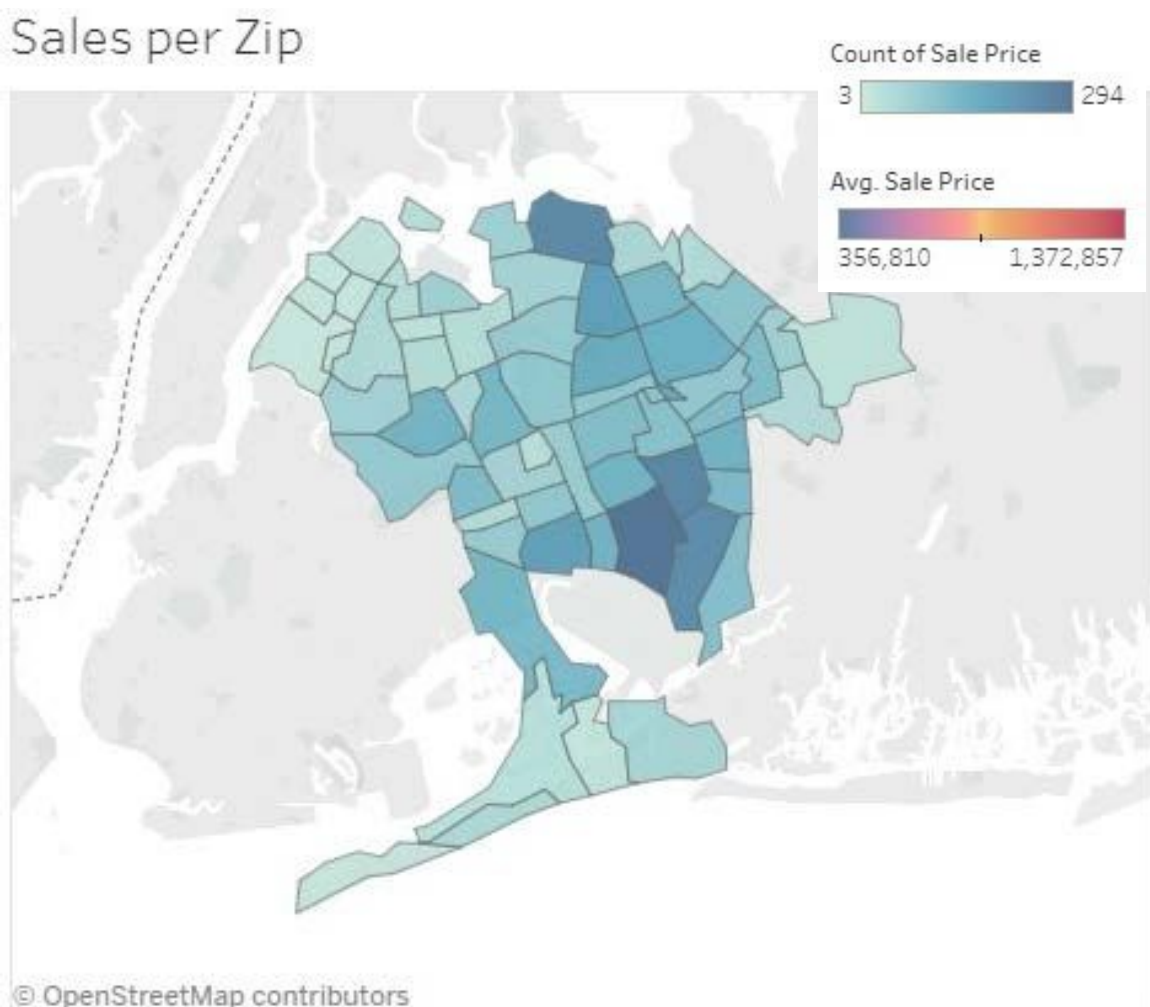 Sales per Zip
Count of Sale Price
3 294
Avg. Sale Price
356,810 1,372,857
© OpenStreetMap contributors